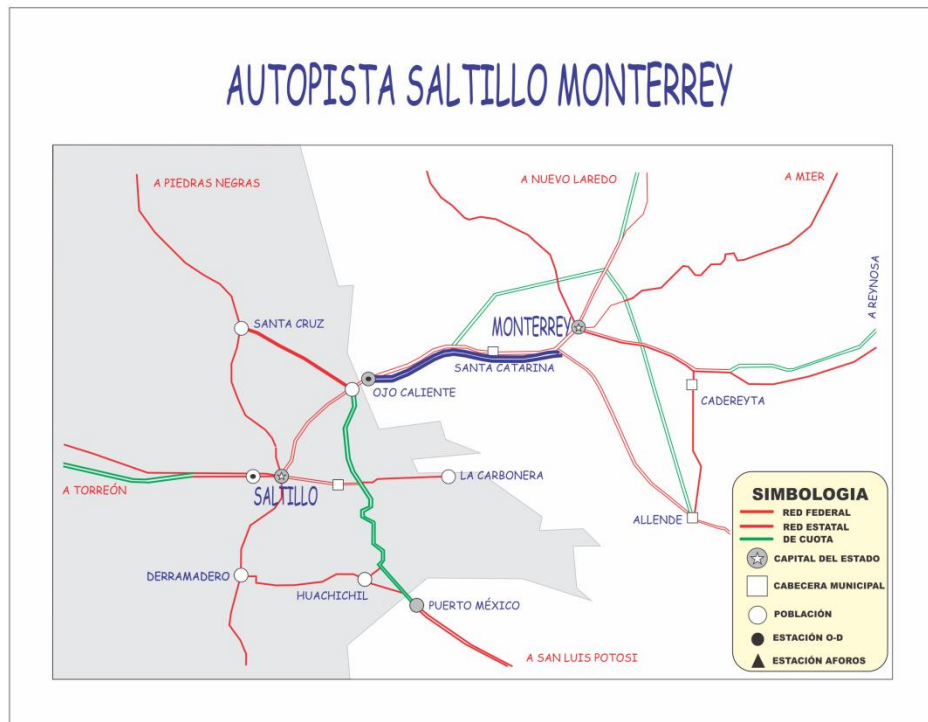 AUTOPISTA SALTILLO MONTERREY
A PIEDRAS NEGRAS
A NUEVO LAREDO
A MIER
A REYNOSA
SANTA CRUZ
MONTERREY
SANTA CATARINA
OJO CALIENTE
CADEREYTA
A TORREÓN
SALTILLO
LA CARBONERA
ALLENDE
DERRAMADERO
HUACHICHIL
PUERTO MÉXICO
A SAN LUIS POTOSI
SIMBOLOGIA
RED FEDERAL
RED ESTATAL
DE CUOTA
CAPITAL DEL ESTADO
CABECERA MUNICIPAL
POBLACIÓN
ESTACIÓN O-D
ESTACIÓN AFOROS